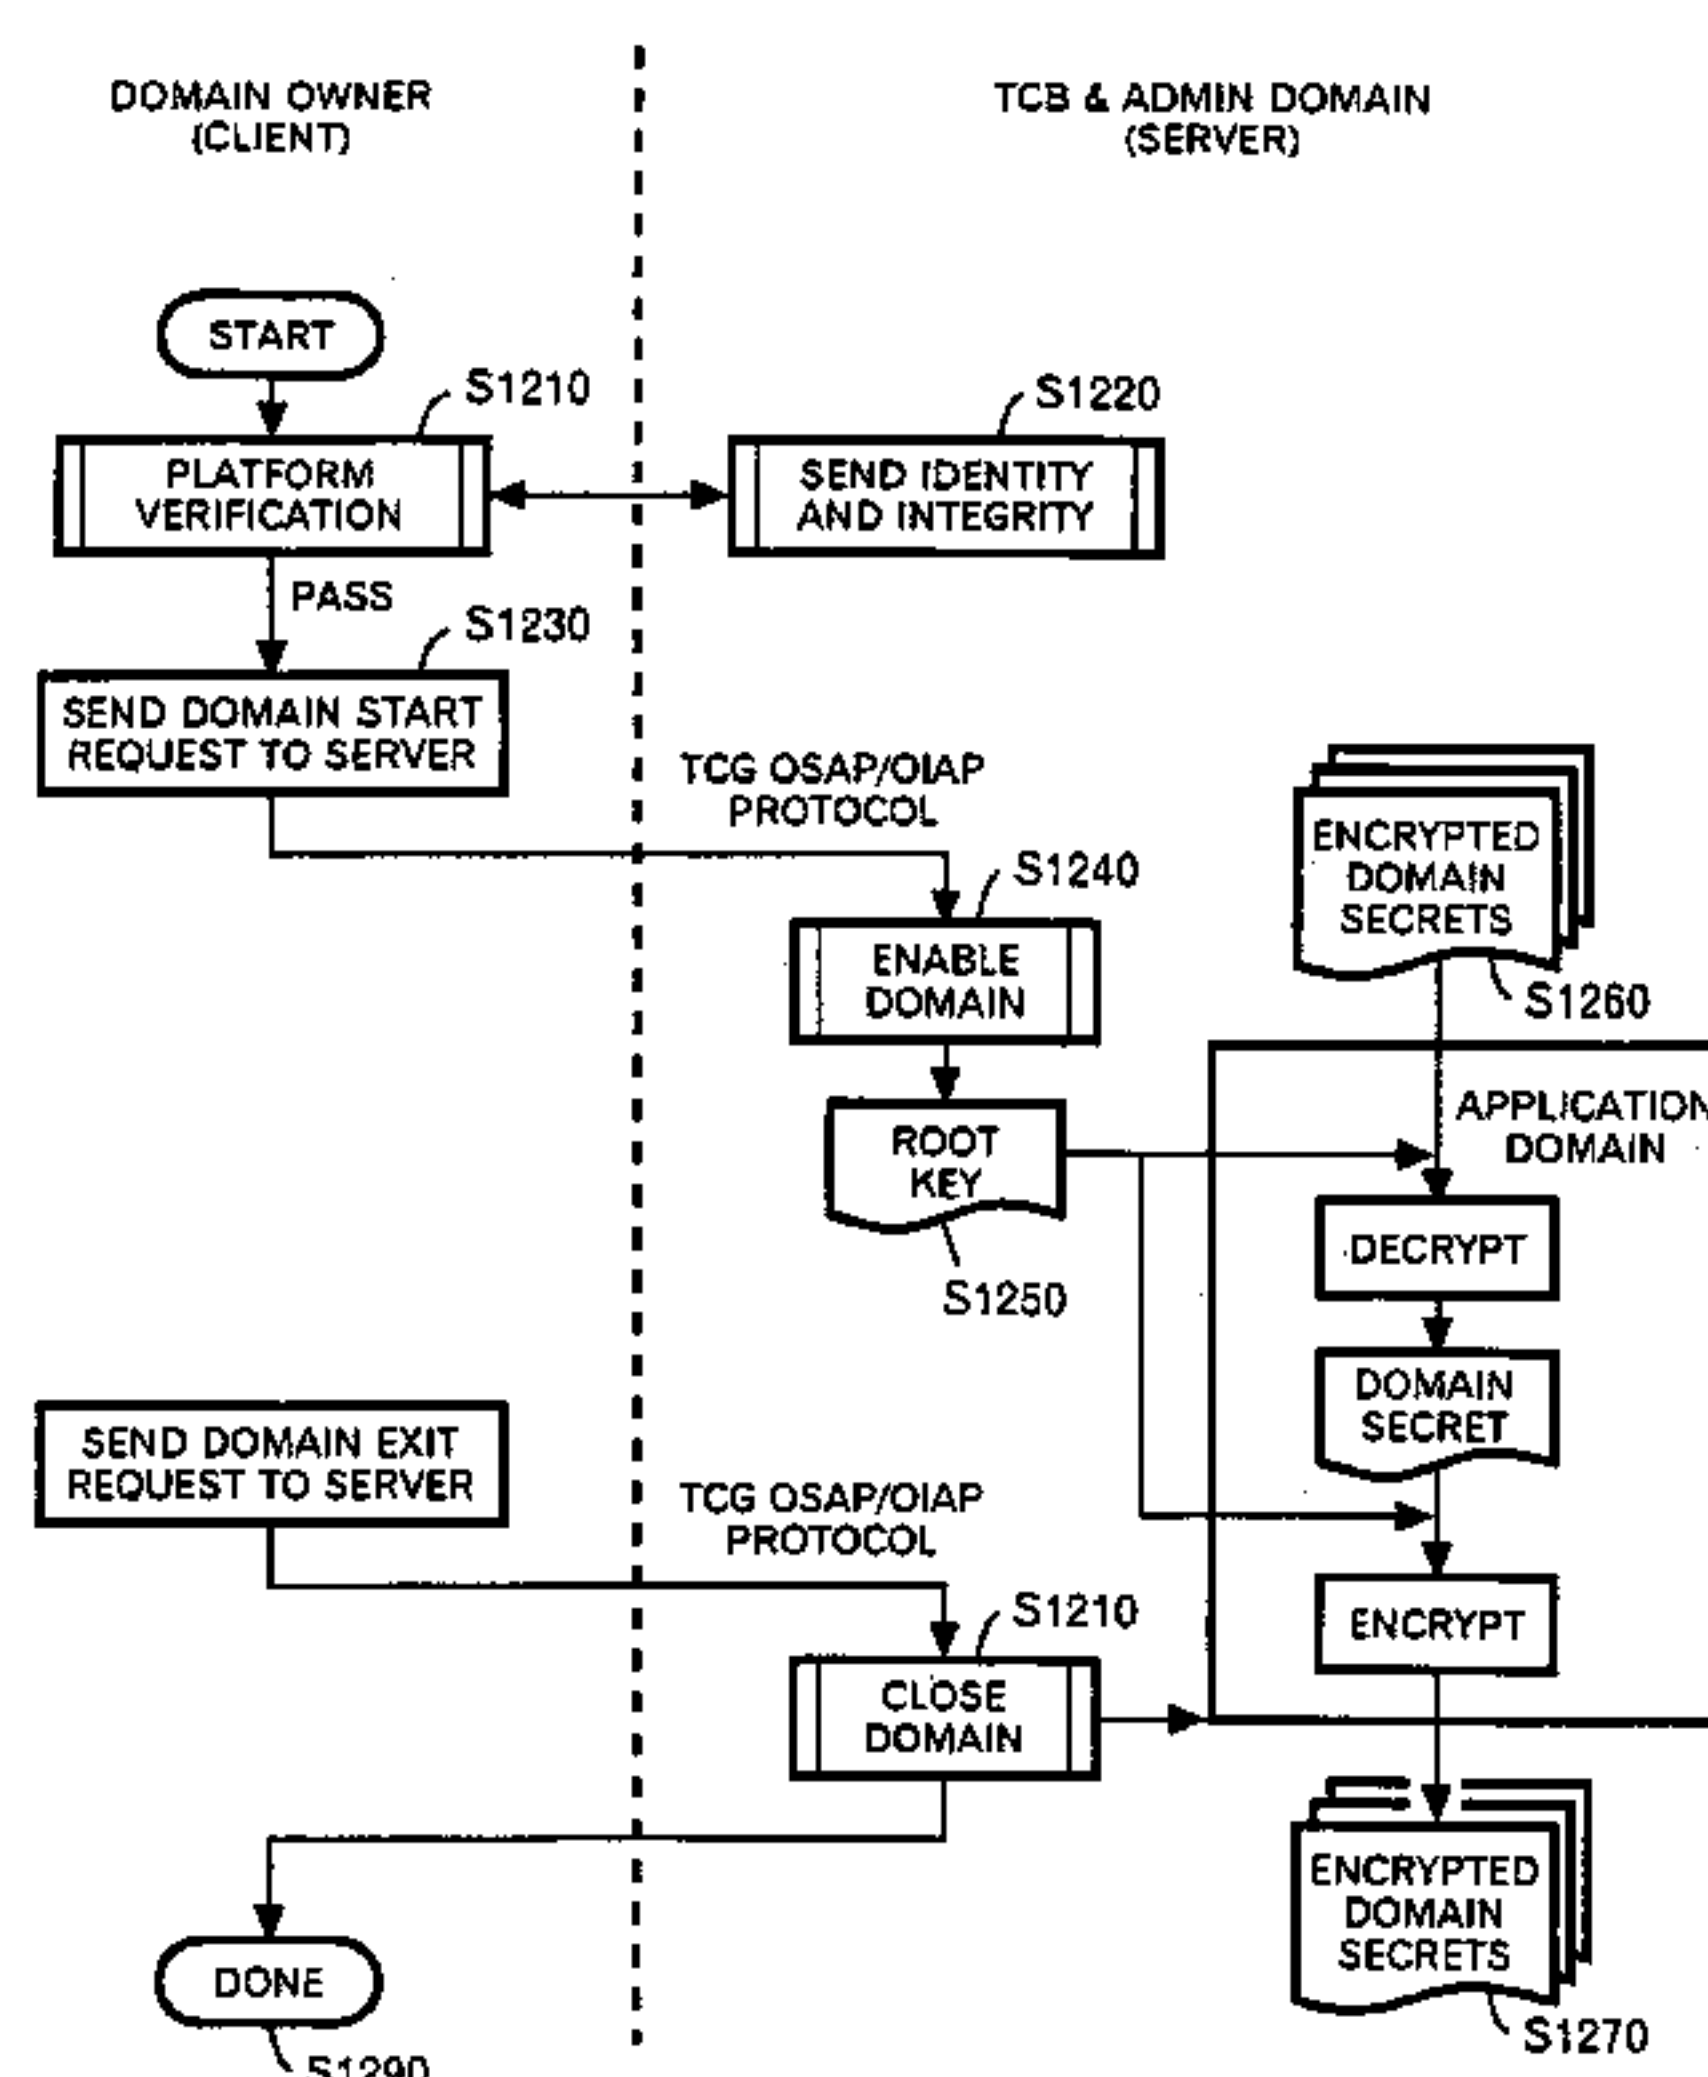 DOMAIN OWNER
(CLIENT)
TCB & ADMIN DOMAIN
(SERVER)
START
S1210
S1220
PLATFORM
VERIFICATION
SEND IDENTITY
AND INTEGRITY
PASS
S1230
SEND DOMAIN START
REQUEST TO SERVER
TCG OSAP/OIAP
PROTOCOL
ENCRYPTED
DOMAIN
SECRETS
S1260
S1240
ENABLE
DOMAIN
APPLICATION
DOMAIN
ROOT
KEY
S1250
DECRYPT
DOMAIN
SECRET
SEND DOMAIN EXIT
REQUEST TO SERVER
TCG OSAP/OIAP
PROTOCOL
S1210
ENCRYPT
CLOSE
DOMAIN
ENCRYPTED
DOMAIN
SECRETS
S1270
DONE
S1290